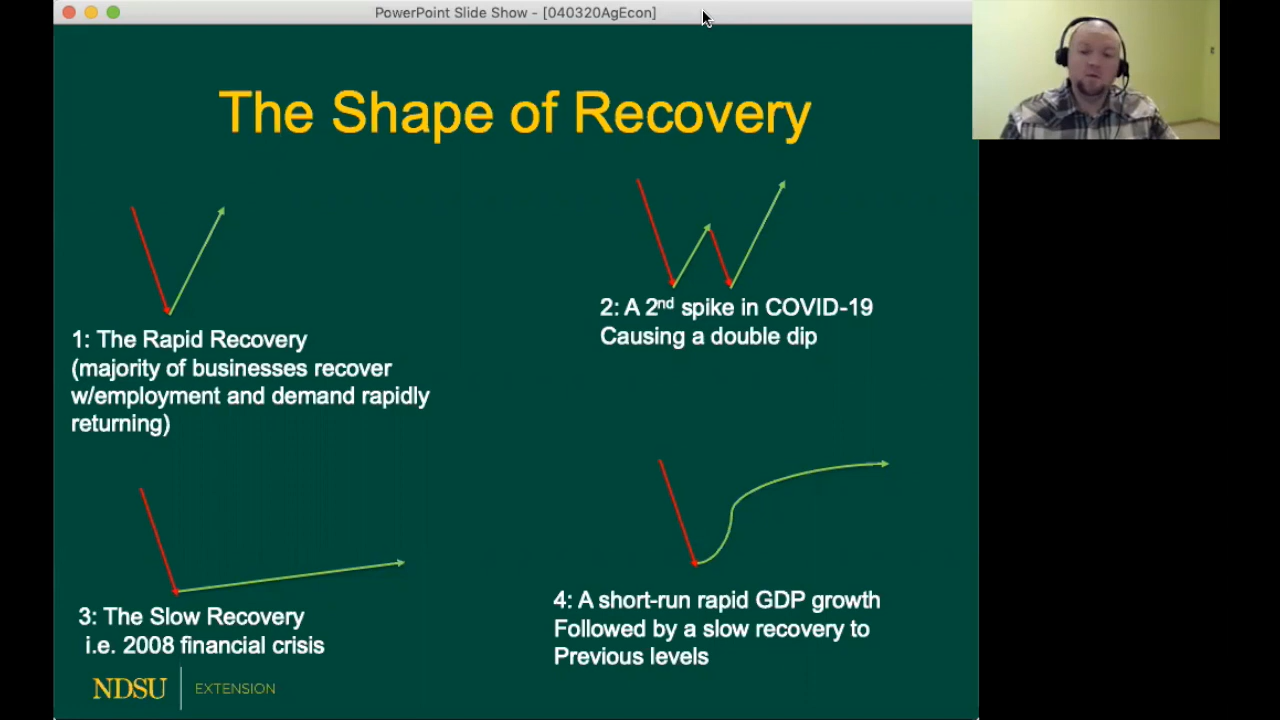 PowerPoint Slide Show - [040320AgEcon]
The Shape of Recovery
1: The Rapid Recovery
(majority of businesses recover
w/employment and demand rapidly
returning)
2: A 2nd spike in COVID-19
Causing a double dip
3: The Slow Recovery
i.e. 2008 financial crisis
4: A short-run rapid GDP growth
Followed by a slow recovery to
Previous levels
NDSU EXTENSION